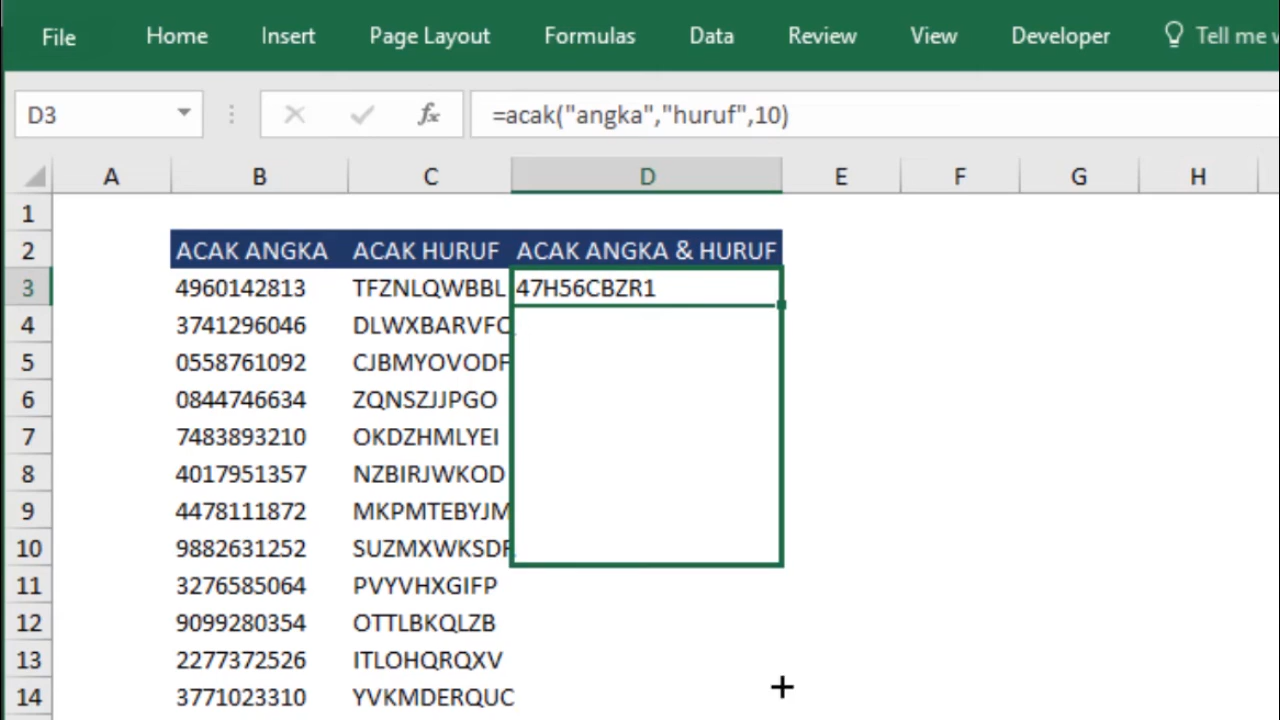 File Home Insert Page Layout Formulas Data Review View Developer Tell me
D3 fx =acak("angka","huruf",10)
A B C D E F G H
1
2 ACAK ANGKA ACAK HURUF ACAK ANGKA & HURUF
3 4960142813 TFZNLQWBBL 47H56CBZR1
4 3741296046 DLWXBARVFO
5 0558761092 CJBMYOVODF
6 0844746634 ZQNSZJJPGO
7 7483893210 OKDZHMLYEI
8 4017951357 NZBIRJWKOD
9 4478111872 MKPMTEBYJM
10 9882631252 SUZMXWKSDF
11 3276585064 PVYVHXGIFP
12 9099280354 OTTLBKQLZB
13 2277372526 ITLOHQRQXV
14 3771023310 YVKMDERQUC